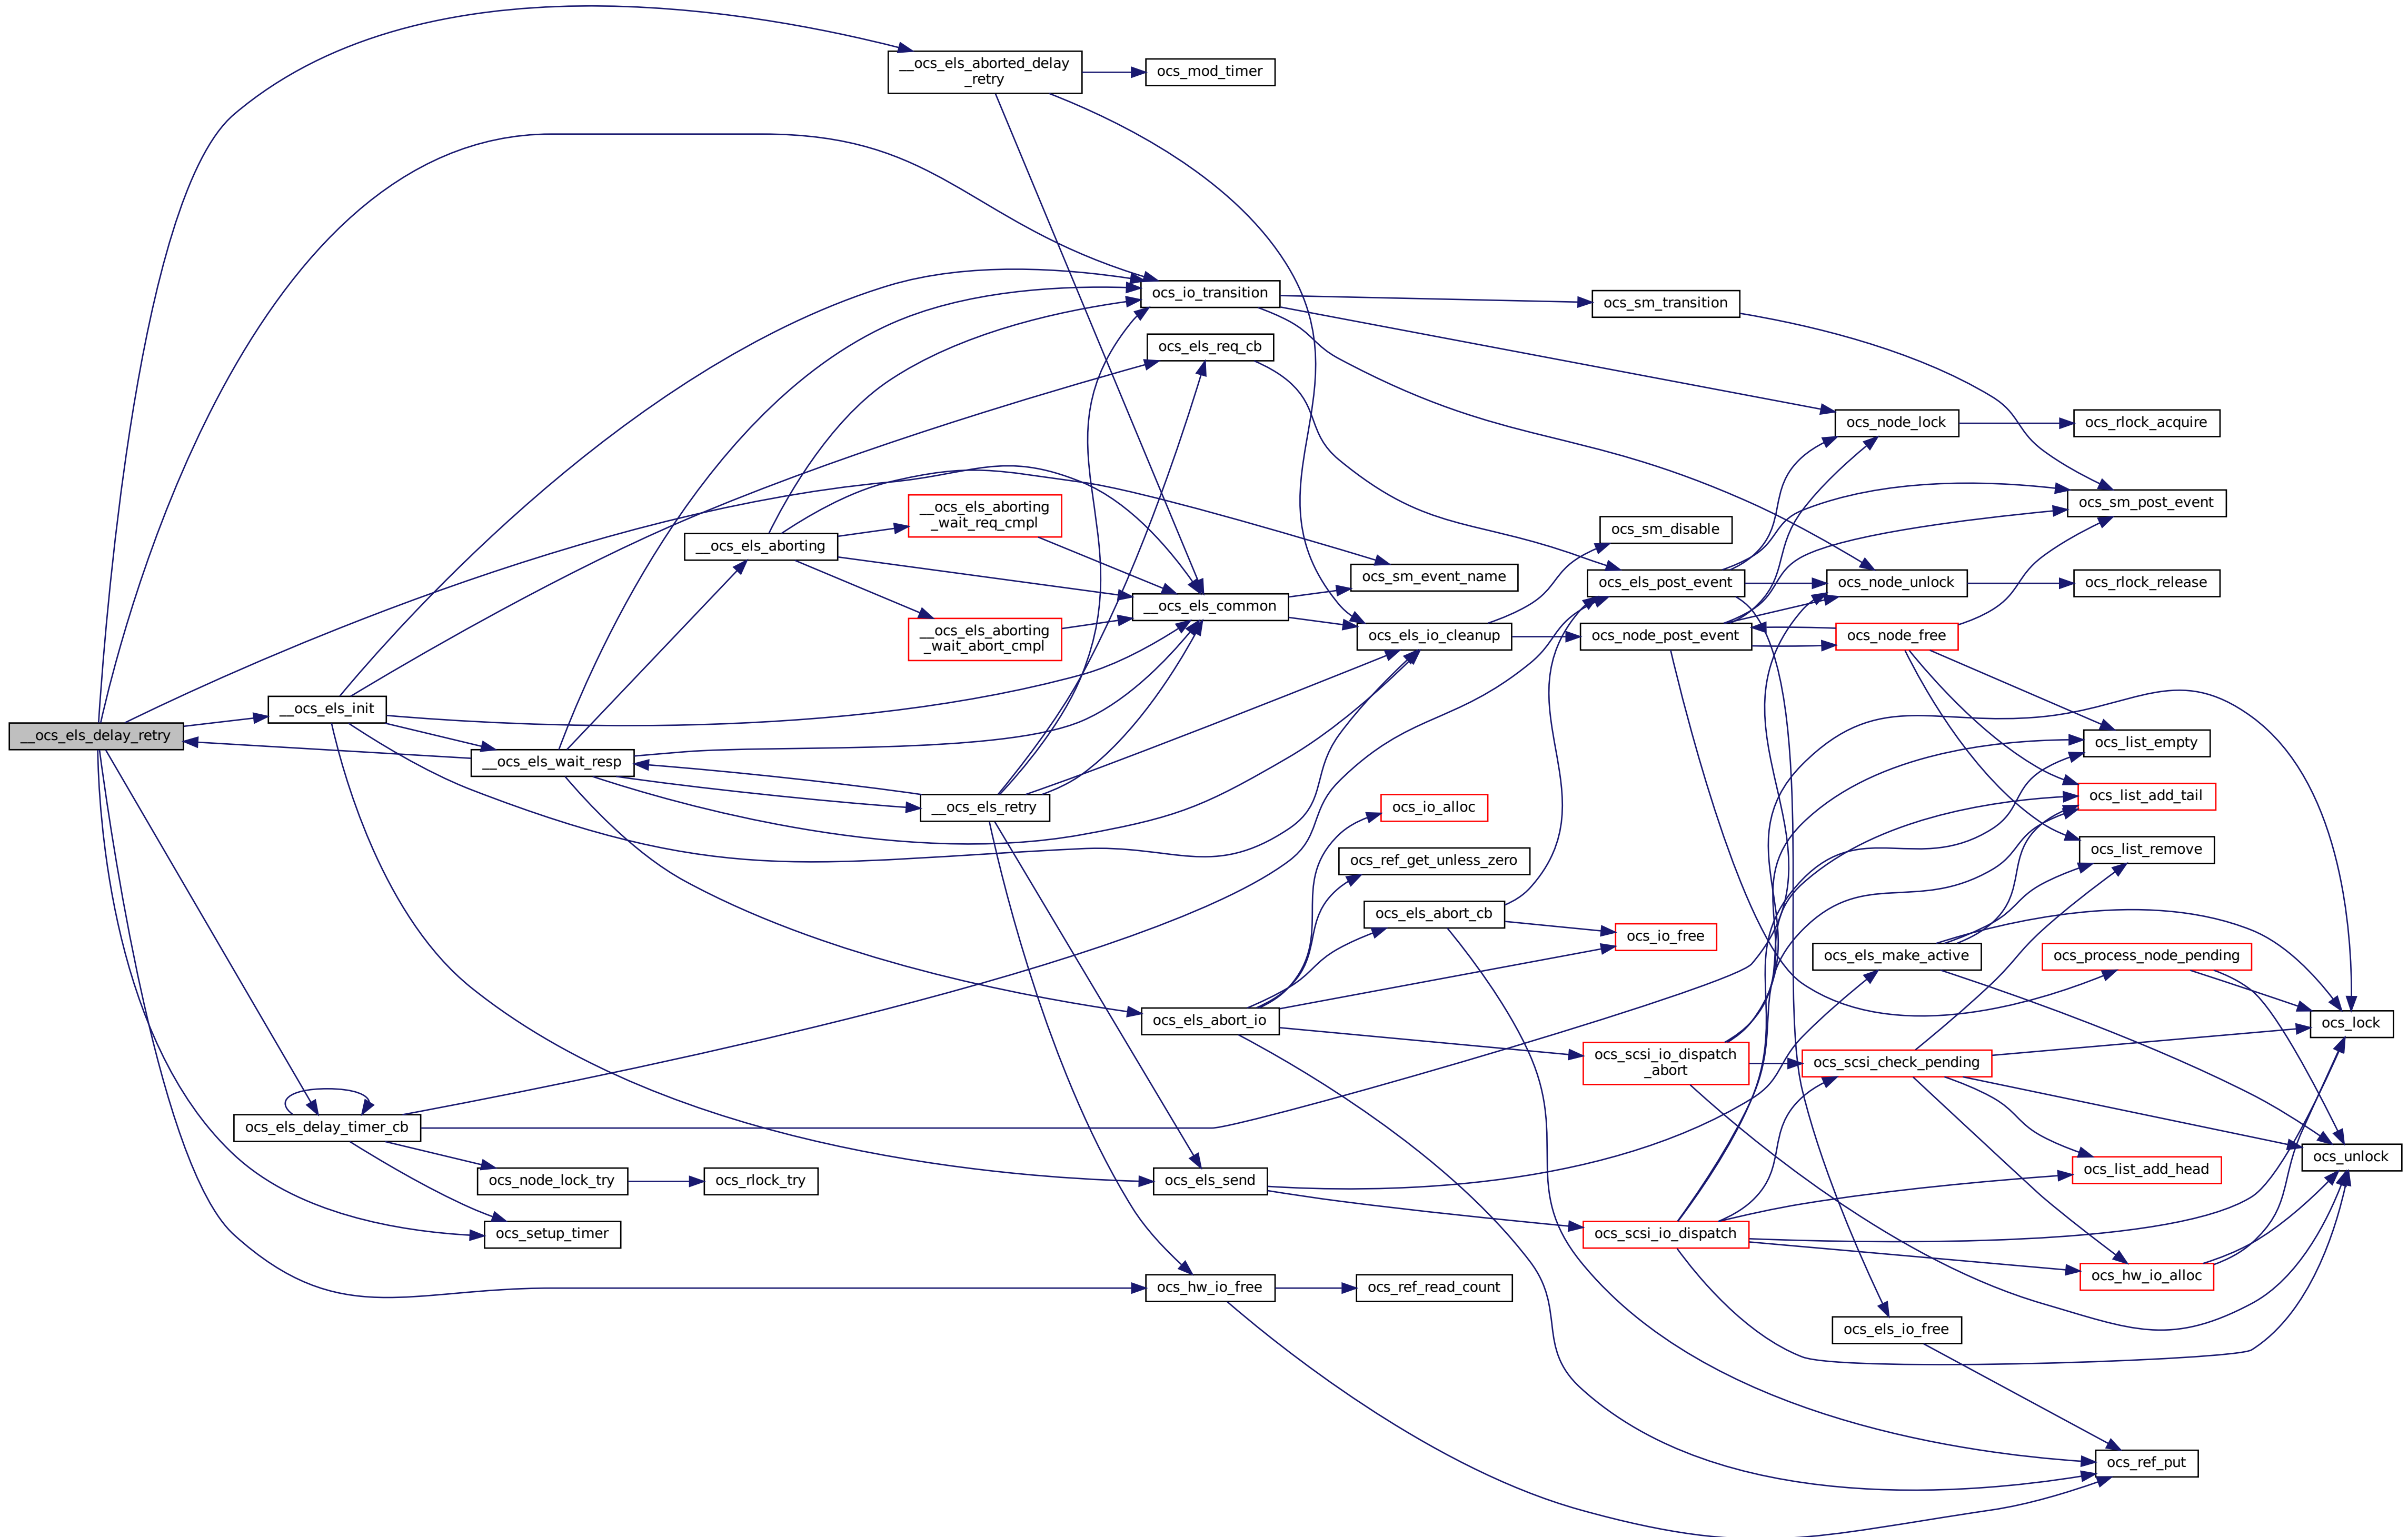 __ocs_els_aborted_delay
_retry
ocs_mod_timer
ocs_io_transition
ocs_sm_transition
ocs_els_req_cb
ocs_node_lock
ocs_rlock_acquire
__ocs_els_aborting
_wait_req_cmpl
ocs_sm_post_event
ocs_sm_disable
__ocs_els_aborting
ocs_sm_event_name
ocs_els_post_event
ocs_node_unlock
ocs_rlock_release
__ocs_els_common
__ocs_els_aborting
_wait_abort_cmpl
ocs_els_io_cleanup
ocs_node_post_event
ocs_node_free
__ocs_els_init
__ocs_els_delay_retry
ocs_list_empty
__ocs_els_wait_resp
ocs_list_add_tail
__ocs_els_retry
ocs_io_alloc
ocs_list_remove
ocs_ref_get_unless_zero
ocs_els_abort_cb
ocs_io_free
ocs_els_make_active
ocs_process_node_pending
ocs_els_abort_io
ocs_lock
ocs_scsi_io_dispatch
_abort
ocs_scsi_check_pending
ocs_els_delay_timer_cb
ocs_unlock
ocs_list_add_head
ocs_node_lock_try
ocs_rlock_try
ocs_els_send
ocs_setup_timer
ocs_scsi_io_dispatch
ocs_hw_io_alloc
ocs_hw_io_free
ocs_ref_read_count
ocs_els_io_free
ocs_ref_put